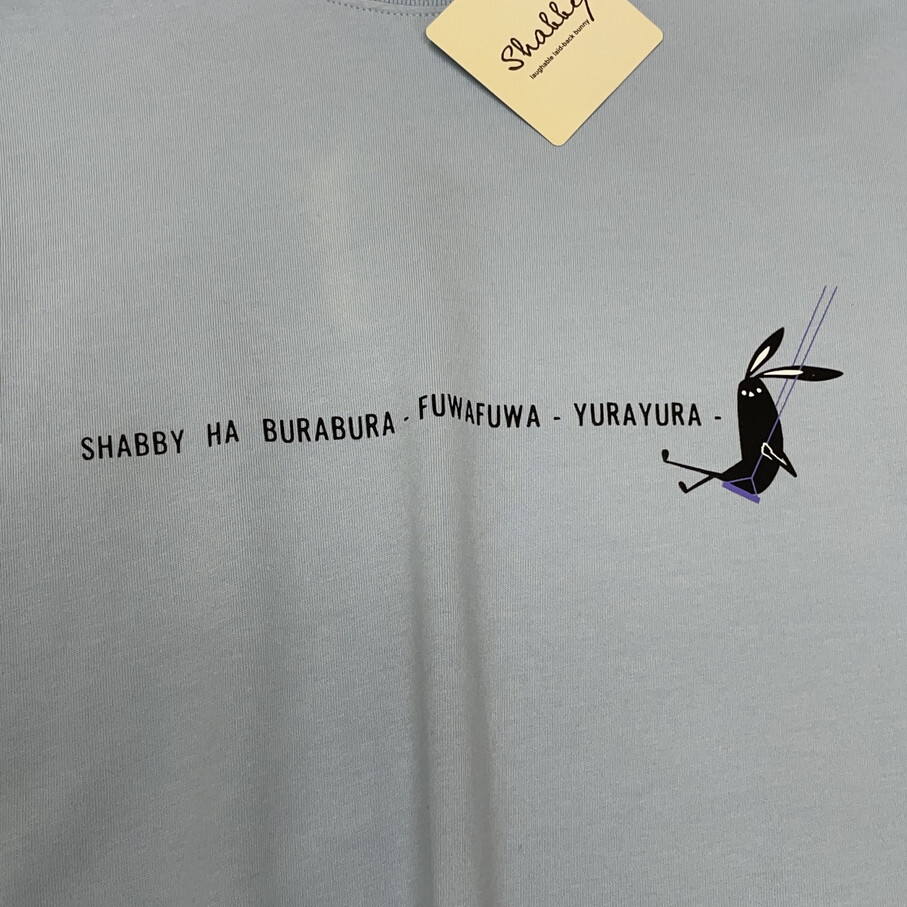 Shabby
laughable laid-back bunny
SHABBY HA BURABURA - FUWAFUWA - YURAYURA -